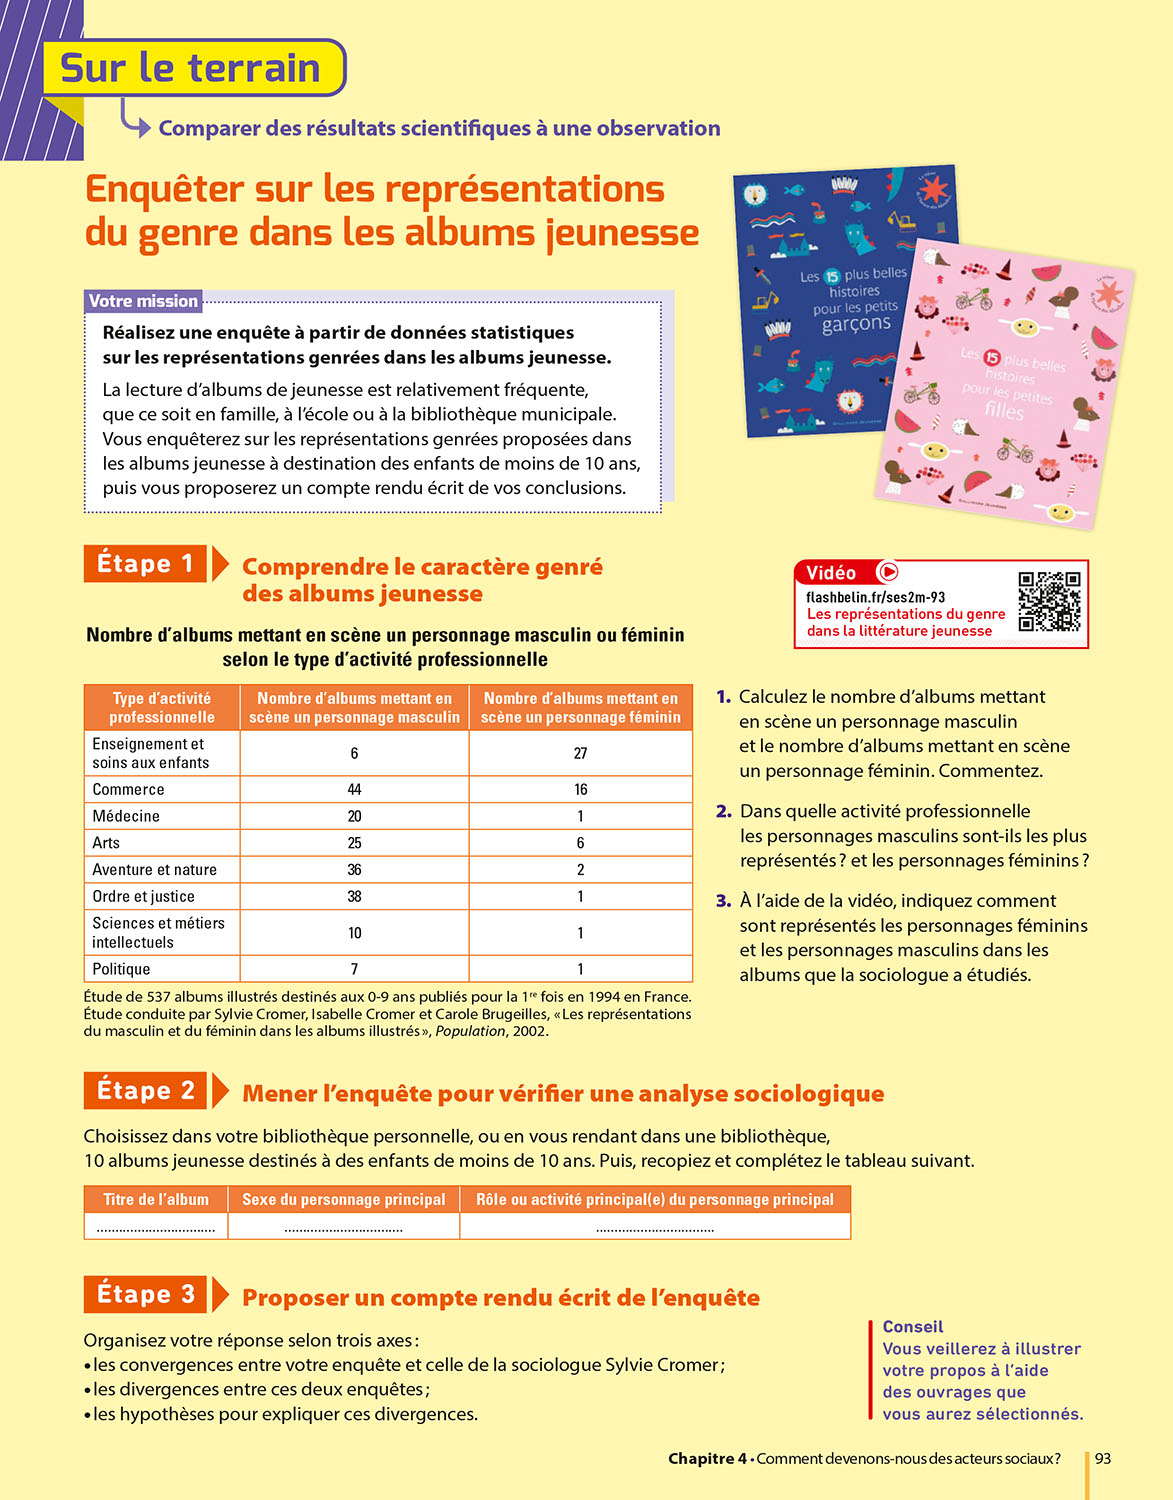 Sur le terrain
Comparer des résultats scientifiques à une observation
Enquêter sur les représentations
du genre dans les albums jeunesse
Les 15 plus belles
histoires
pour les petits
garçons
Les 15 plus belles
histoires
pour les petites
filles
GALLIMARD JEUNESSE
Votre mission
Réalisez une enquête à partir de données statistiques
sur les représentations genrées dans les albums jeunesse.
La lecture d'albums de jeunesse est relativement fréquente,
que ce soit en famille, à l'école ou à la bibliothèque municipale.
Vous enquêterez sur les représentations genrées proposées dans
les albums jeunesse à destination des enfants de moins de 10 ans,
puis vous proposerez un compte rendu écrit de vos conclusions.
Étape 1
Comprendre le caractère genré
des albums jeunesse
Vidéo
flashbelin.fr/ses2m-93
Les représentations du genre
dans la littérature jeunesse
Nombre d'albums mettant en scène un personnage masculin ou féminin
selon le type d'activité professionnelle
Type d'activité professionnelle | Nombre d'albums mettant en scène un personnage masculin | Nombre d'albums mettant en scène un personnage féminin
Enseignement et soins aux enfants 6 27
Commerce 44 16
Médecine 20 1
Arts 25 6
Aventure et nature 36 2
Ordre et justice 38 1
Sciences et métiers intellectuels 10 1
Politique 7 1
Étude de 537 albums illustrés destinés aux 0-9 ans publiés pour la 1re fois en 1994 en France.
Étude conduite par Sylvie Cromer, Isabelle Cromer et Carole Brugeilles, « Les représentations
du masculin et du féminin dans les albums illustrés », Population, 2002.
1. Calculez le nombre d'albums mettant
en scène un personnage masculin
et le nombre d'albums mettant en scène
un personnage féminin. Commentez.
2. Dans quelle activité professionnelle
les personnages masculins sont-ils les plus
représentés ? et les personnages féminins ?
3. À l'aide de la vidéo, indiquez comment
sont représentés les personnages féminins
et les personnages masculins dans les
albums que la sociologue a étudiés.
Étape 2
Mener l'enquête pour vérifier une analyse sociologique
Choisissez dans votre bibliothèque personnelle, ou en vous rendant dans une bibliothèque,
10 albums jeunesse destinés à des enfants de moins de 10 ans. Puis, recopiez et complétez le tableau suivant.
Titre de l'album | Sexe du personnage principal | Rôle ou activité principal(e) du personnage principal
................................ ................................ ................................
Étape 3
Proposer un compte rendu écrit de l'enquête
Organisez votre réponse selon trois axes :
• les convergences entre votre enquête et celle de la sociologue Sylvie Cromer ;
• les divergences entre ces deux enquêtes ;
• les hypothèses pour expliquer ces divergences.
Conseil
Vous veillerez à illustrer
votre propos à l'aide
des ouvrages que
vous aurez sélectionnés.
Chapitre 4 • Comment devenons-nous des acteurs sociaux ? 93